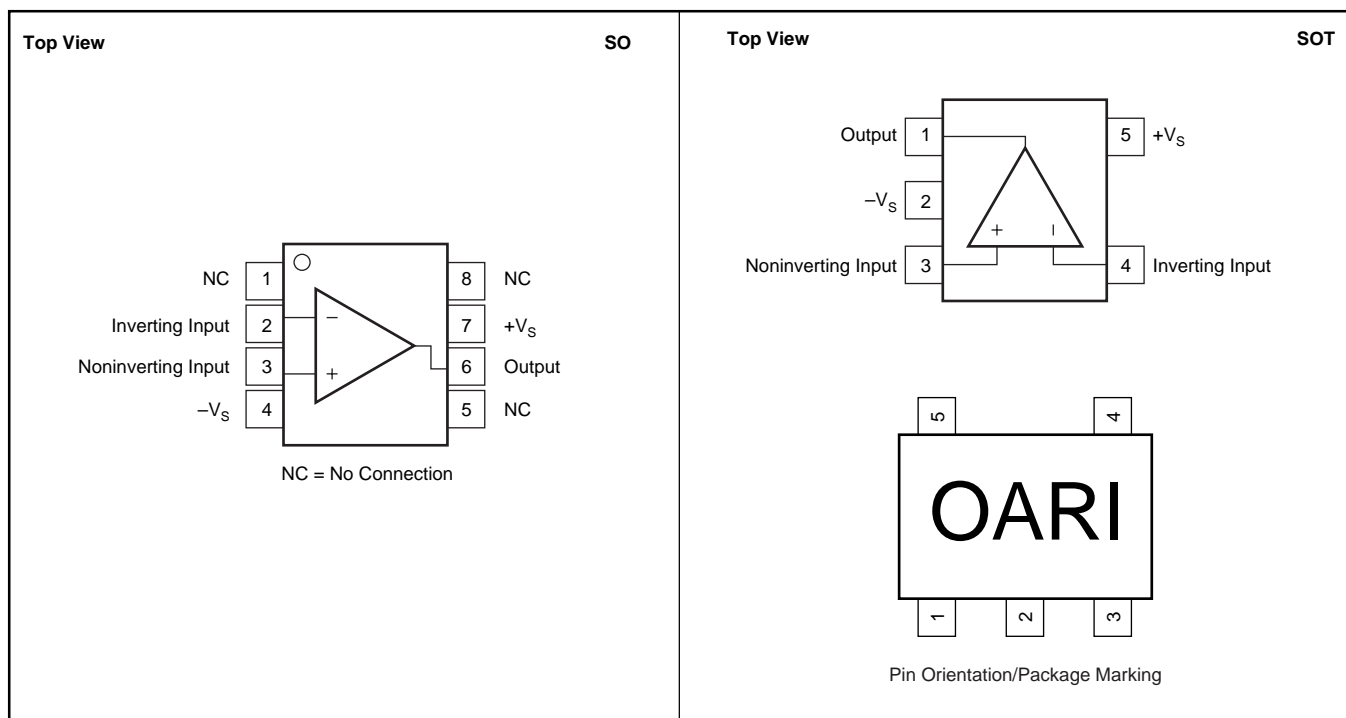 Top View SO
NC 1 8 NC
Inverting Input 2 − 7 +VS
Noninverting Input 3 + 6 Output
–VS 4 5 NC
NC = No Connection
Top View SOT
Output 1 5 +VS
–VS 2
Noninverting Input 3 + − 4 Inverting Input
5 4
OARI
1 2 3
Pin Orientation/Package Marking